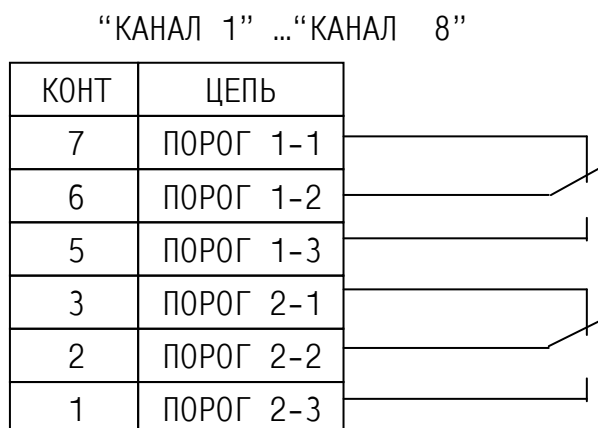 “КАНАЛ 1” …“КАНАЛ 8”
КОНТ ЦЕПЬ
7 ПОРОГ 1-1
6 ПОРОГ 1-2
5 ПОРОГ 1-3
3 ПОРОГ 2-1
2 ПОРОГ 2-2
1 ПОРОГ 2-3